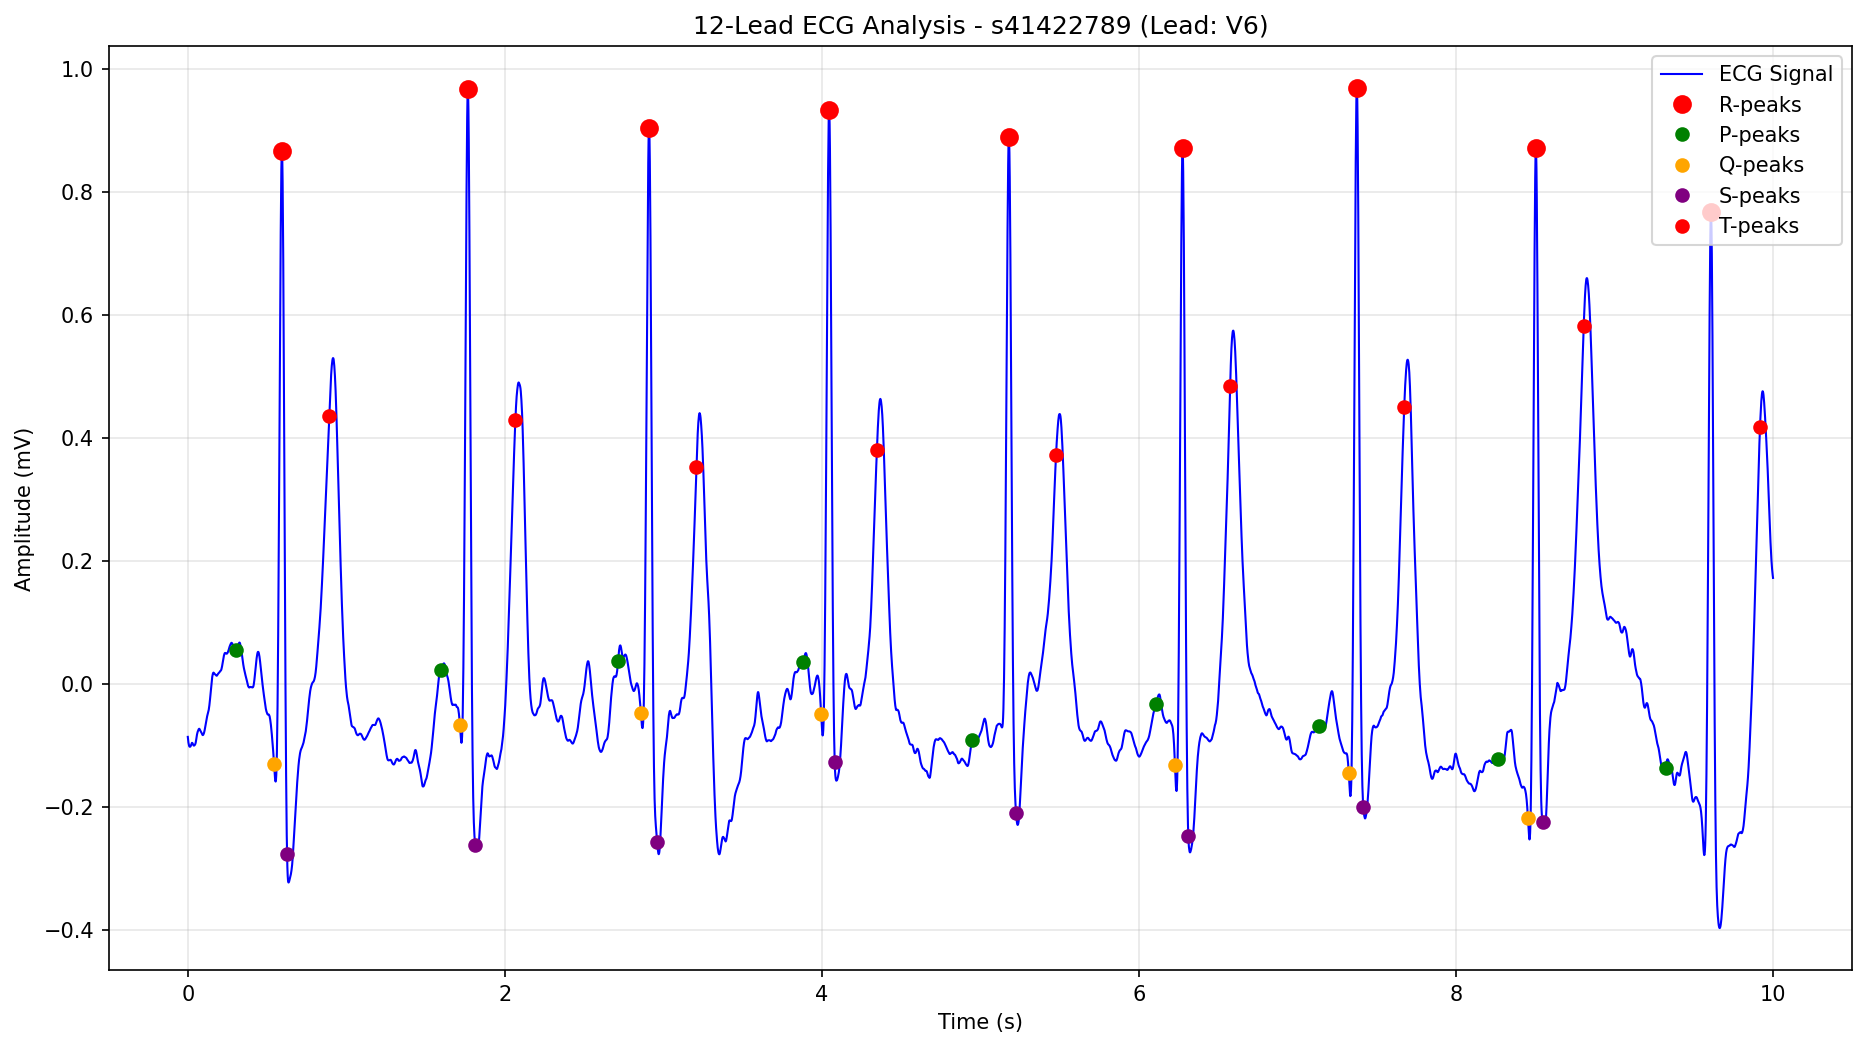 12-Lead ECG Analysis - s41422789 (Lead: V6)
ECG Signal
R-peaks
P-peaks
Q-peaks
S-peaks
T-peaks
Amplitude (mV)
1.0
0.8
0.6
0.4
0.2
0.0
−0.2
−0.4
0 2 4 6 8 10
Time (s)